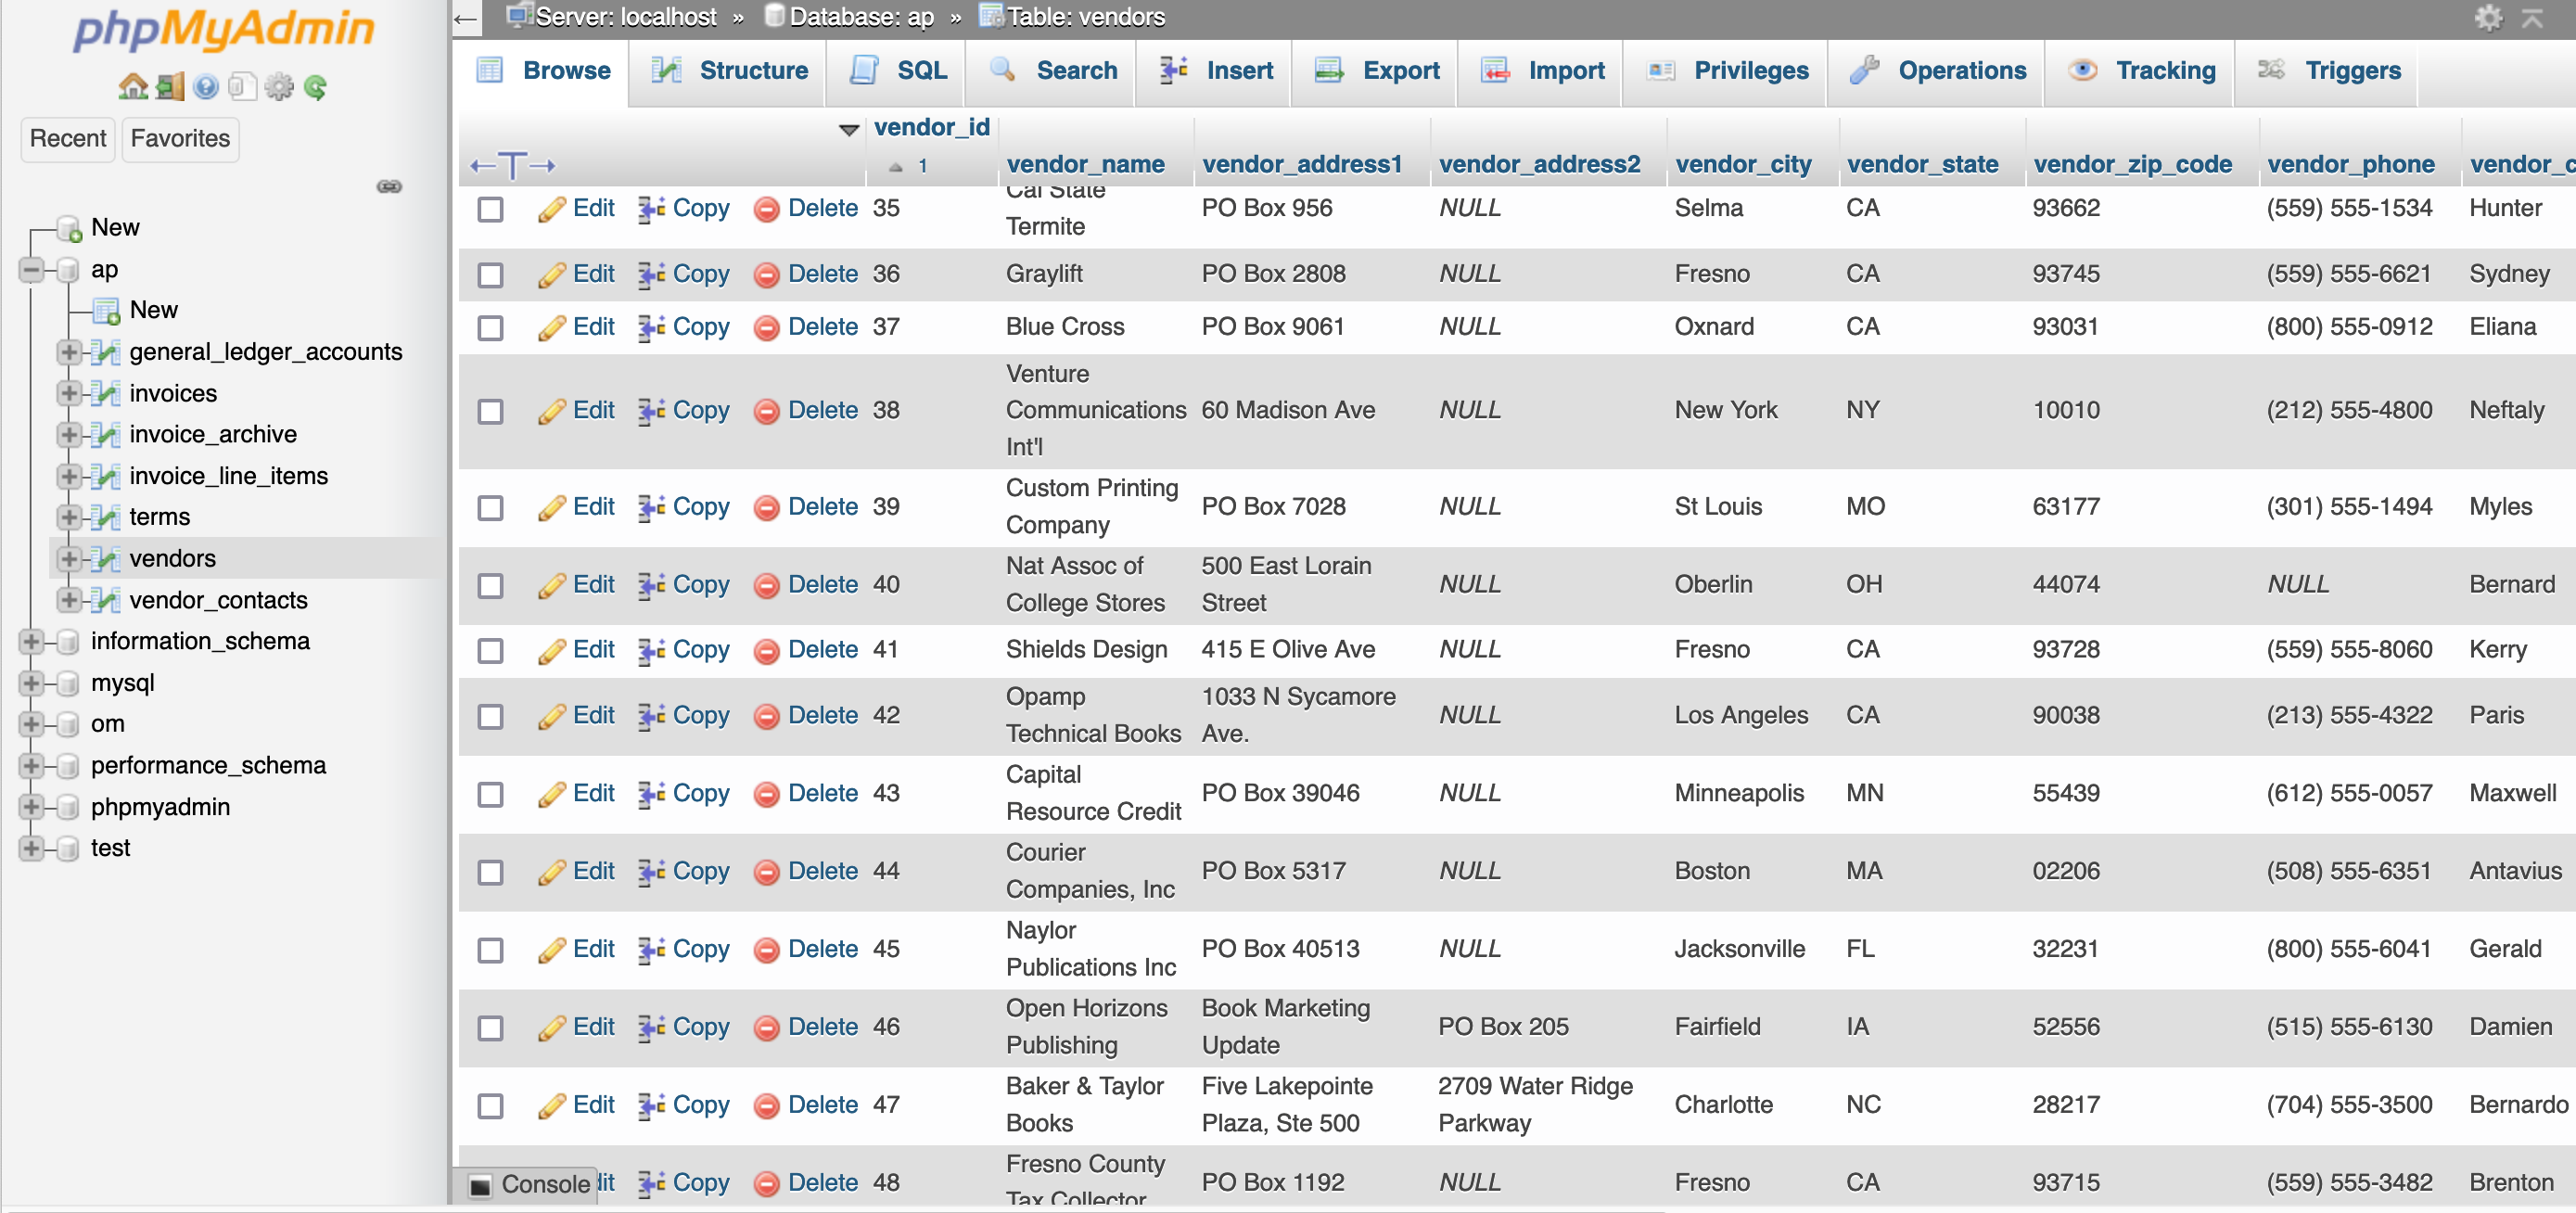 phpMyAdmin
Recent Favorites
New
ap
New
general_ledger_accounts
invoices
invoice_archive
invoice_line_items
terms
vendors
vendor_contacts
information_schema
mysql
om
performance_schema
phpmyadmin
test
← Server: localhost » Database: ap » Table: vendors
Browse Structure SQL Search Insert Export Import Privileges Operations Tracking Triggers
←T→ vendor_id 1 vendor_name vendor_address1 vendor_address2 vendor_city vendor_state vendor_zip_code vendor_phone vendor_c
Edit Copy Delete 35 Cal State Termite PO Box 956 NULL Selma CA 93662 (559) 555-1534 Hunter
Edit Copy Delete 36 Graylift PO Box 2808 NULL Fresno CA 93745 (559) 555-6621 Sydney
Edit Copy Delete 37 Blue Cross PO Box 9061 NULL Oxnard CA 93031 (800) 555-0912 Eliana
Edit Copy Delete 38 Venture Communications Int'l 60 Madison Ave NULL New York NY 10010 (212) 555-4800 Neftaly
Edit Copy Delete 39 Custom Printing Company PO Box 7028 NULL St Louis MO 63177 (301) 555-1494 Myles
Edit Copy Delete 40 Nat Assoc of College Stores 500 East Lorain Street NULL Oberlin OH 44074 NULL Bernard
Edit Copy Delete 41 Shields Design 415 E Olive Ave NULL Fresno CA 93728 (559) 555-8060 Kerry
Edit Copy Delete 42 Opamp Technical Books 1033 N Sycamore Ave. NULL Los Angeles CA 90038 (213) 555-4322 Paris
Edit Copy Delete 43 Capital Resource Credit PO Box 39046 NULL Minneapolis MN 55439 (612) 555-0057 Maxwell
Edit Copy Delete 44 Courier Companies, Inc PO Box 5317 NULL Boston MA 02206 (508) 555-6351 Antavius
Edit Copy Delete 45 Naylor Publications Inc PO Box 40513 NULL Jacksonville FL 32231 (800) 555-6041 Gerald
Edit Copy Delete 46 Open Horizons Publishing Book Marketing Update PO Box 205 Fairfield IA 52556 (515) 555-6130 Damien
Edit Copy Delete 47 Baker & Taylor Books Five Lakepointe Plaza, Ste 500 2709 Water Ridge Parkway Charlotte NC 28217 (704) 555-3500 Bernardo
Console dit Copy Delete 48 Fresno County Tax Collector PO Box 1192 NULL Fresno CA 93715 (559) 555-3482 Brenton